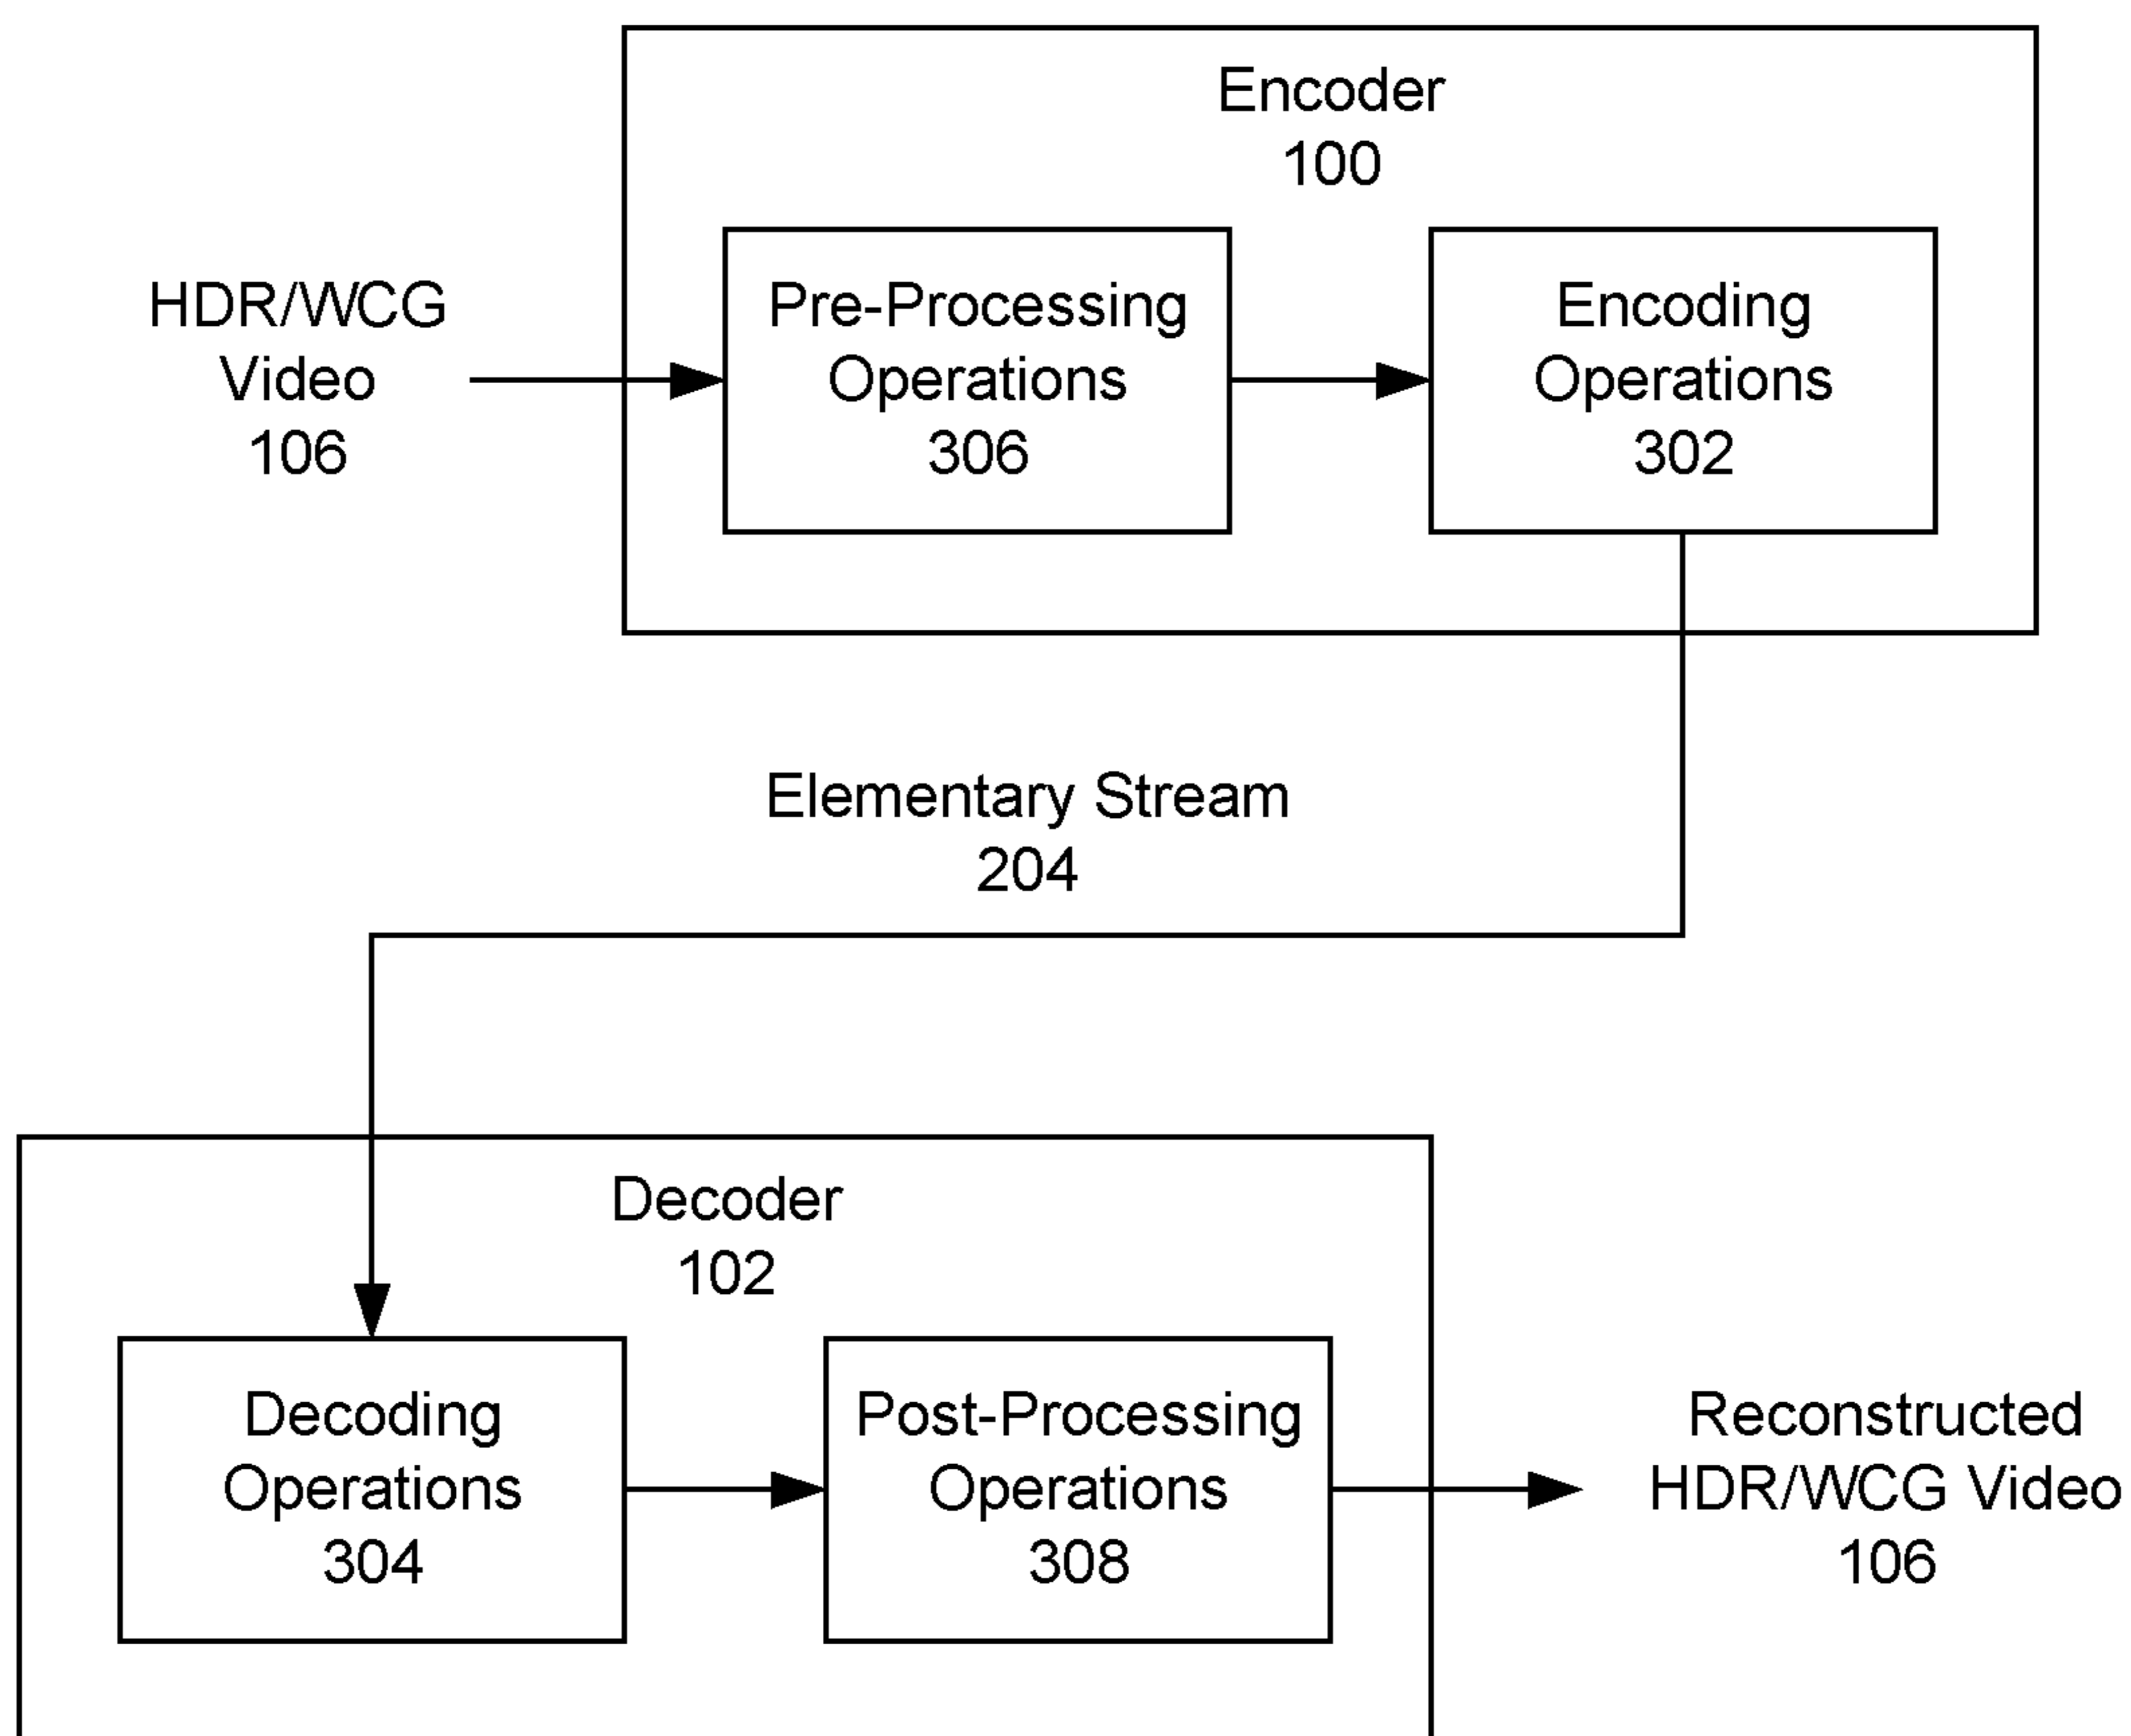 Encoder
100
HDR/WCG
Video
106
Pre-Processing
Operations
306
Encoding
Operations
302
Elementary Stream
204
Decoder
102
Decoding
Operations
304
Post-Processing
Operations
308
Reconstructed
HDR/WCG Video
106